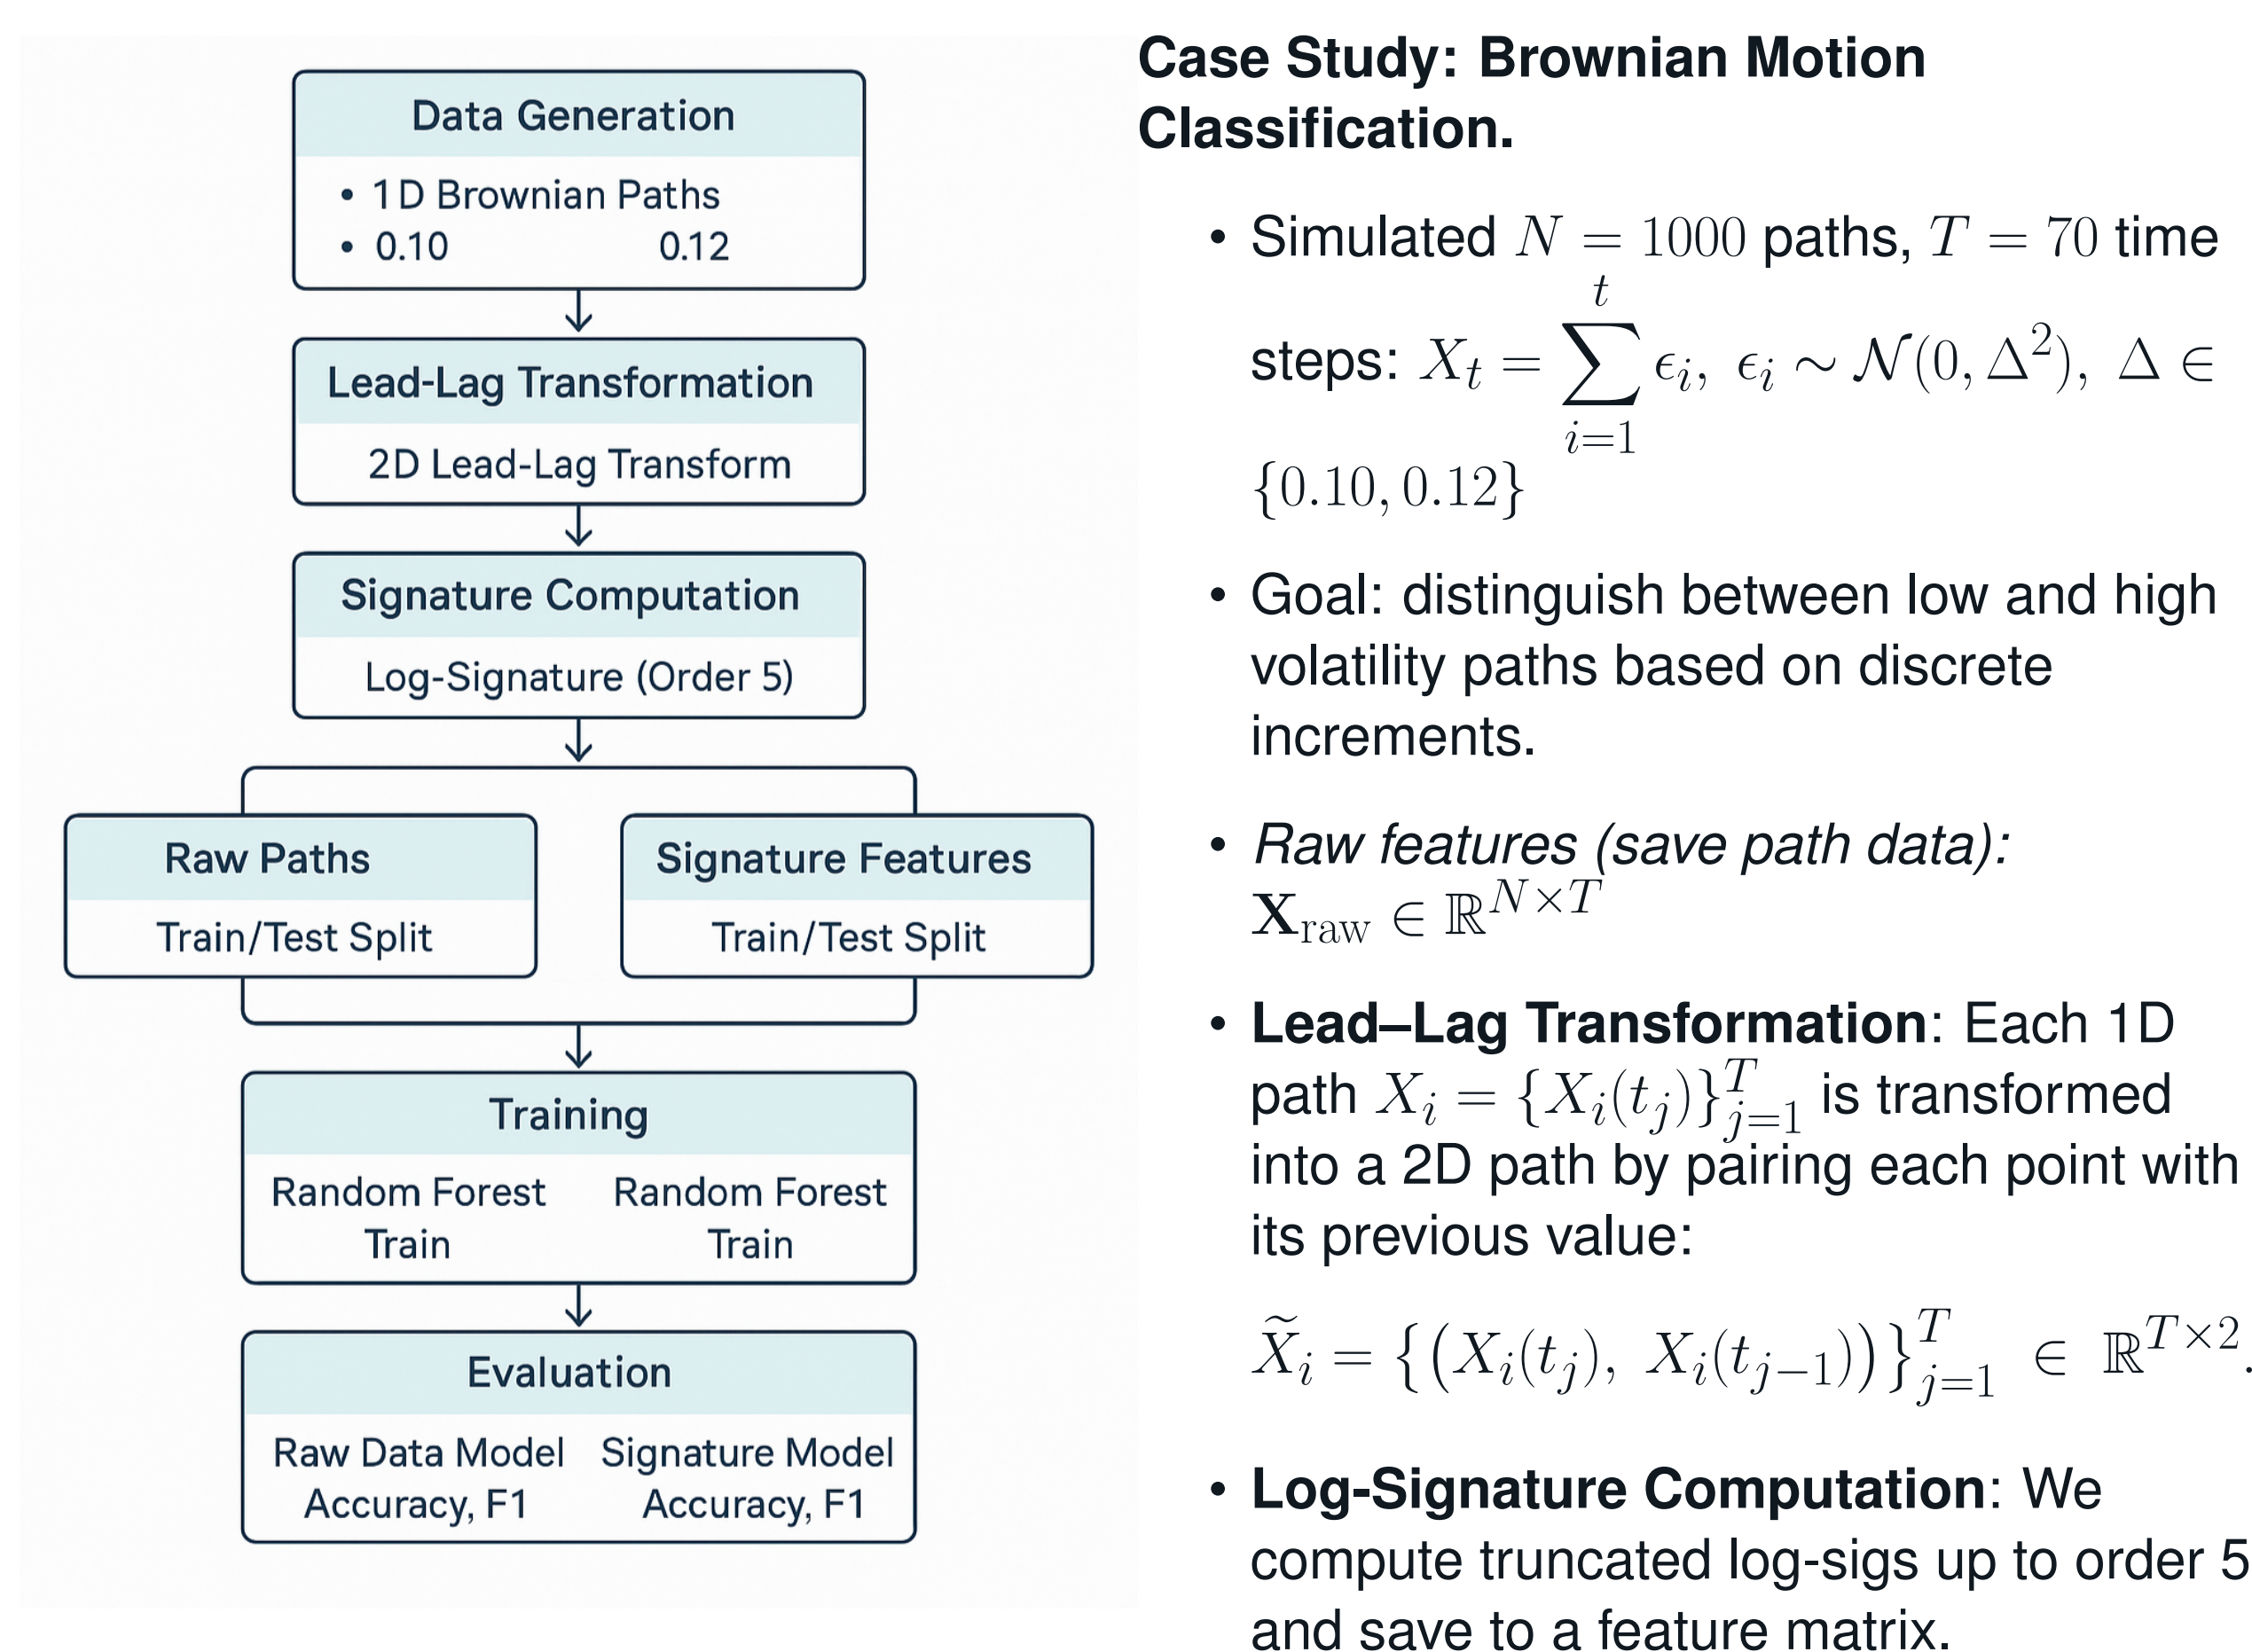 Data Generation
• 1D Brownian Paths
• 0.10 0.12
Lead-Lag Transformation
2D Lead-Lag Transform
Signature Computation
Log-Signature (Order 5)
Raw Paths
Train/Test Split
Signature Features
Train/Test Split
Training
Random Forest Random Forest
Train Train
Evaluation
Raw Data Model Signature Model
Accuracy, F1 Accuracy, F1
Case Study: Brownian Motion
Classification.
• Simulated N = 1000 paths, T = 70 time
steps: X_t = \sum_{i=1}^{t} ϵ_i, ϵ_i ∼ 𝒩(0, Δ^2), Δ ∈
{0.10, 0.12}
• Goal: distinguish between low and high
volatility paths based on discrete
increments.
• Raw features (save path data):
X_raw ∈ ℝ^{N×T}
• Lead–Lag Transformation: Each 1D
path X_i = {X_i(t_j)}_{j=1}^T is transformed
into a 2D path by pairing each point with
its previous value:
\widetilde{X}_i = {(X_i(t_j), X_i(t_{j−1}))}_{j=1}^T ∈ ℝ^{T×2}.
• Log-Signature Computation: We
compute truncated log-sigs up to order 5
and save to a feature matrix.